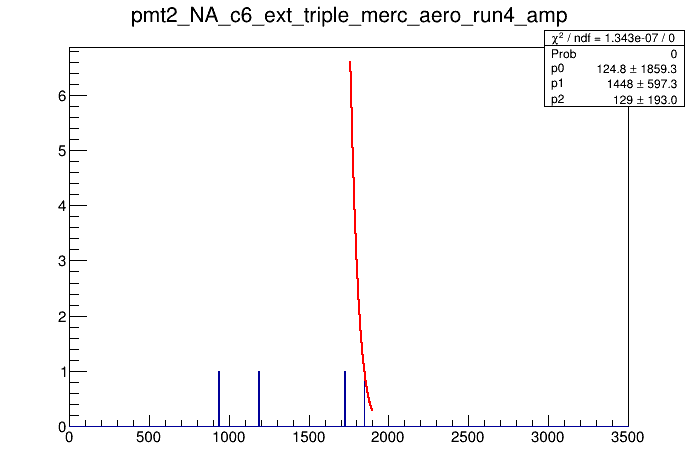 pmt2_NA_c6_ext_triple_merc_aero_run4_amp
χ² / ndf = 1.343e-07 / 0
Prob 0
p0 124.8 ± 1859.3
p1 1448 ± 597.3
p2 129 ± 193.0
6
5
4
3
2
1
0
0 500 1000 1500 2000 2500 3000 3500